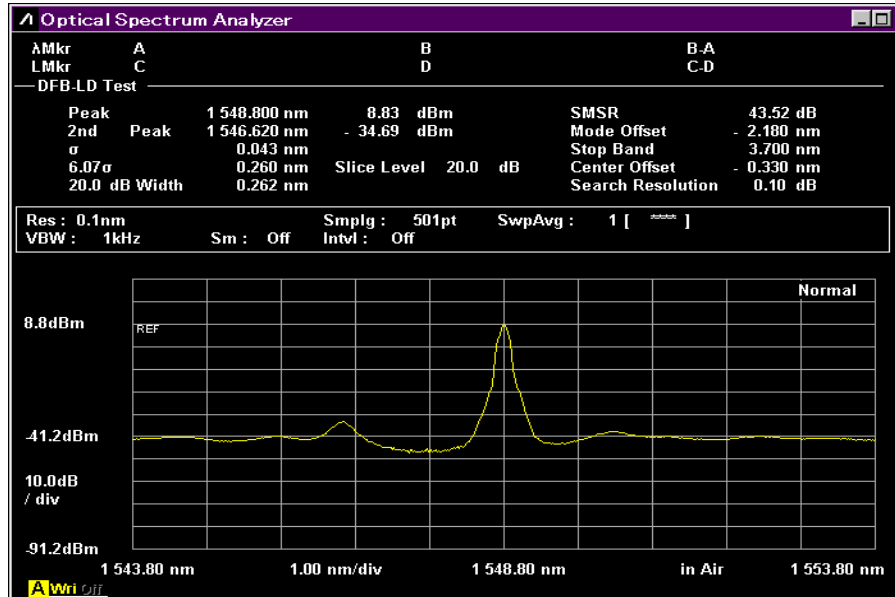 Optical Spectrum Analyzer
λMkr A B B-A
LMkr C D C-D
DFB-LD Test
Peak 1 548.800 nm 8.83 dBm SMSR 43.52 dB
2nd Peak 1 546.620 nm - 34.69 dBm Mode Offset - 2.180 nm
σ 0.043 nm Stop Band 3.700 nm
6.07σ 0.260 nm Slice Level 20.0 dB Center Offset - 0.330 nm
20.0 dB Width 0.262 nm Search Resolution 0.10 dB
Res : 0.1nm Smplg : 501pt SwpAvg : 1 [ **** ]
VBW : 1kHz Sm : Off Intvl : Off
Normal
8.8dBm
REF
-41.2dBm
10.0dB
/ div
-91.2dBm
1 543.80 nm 1.00 nm/div 1 548.80 nm in Air 1 553.80 nm
A Wri Off